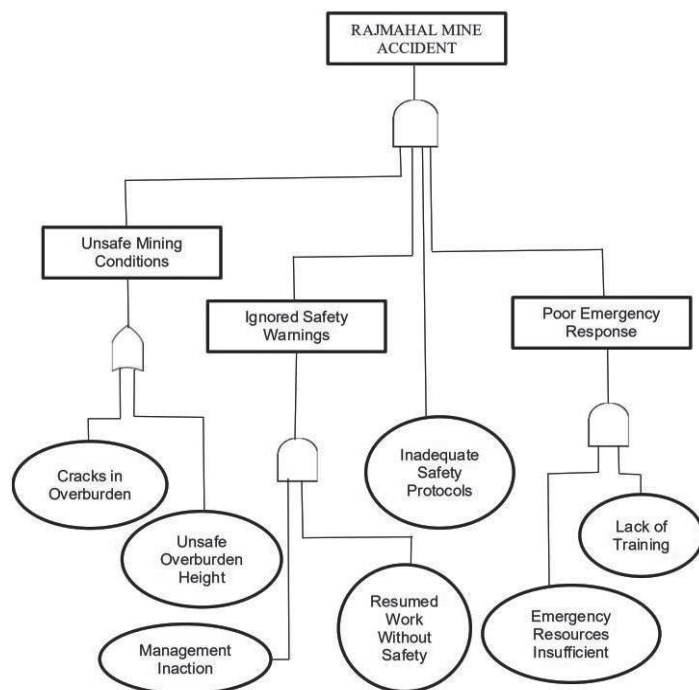 RAJMAHAL MINE
ACCIDENT
Unsafe Mining
Conditions
Ignored Safety
Warnings
Poor Emergency
Response
Cracks in
Overburden
Inadequate
Safety
Protocols
Lack of
Training
Unsafe
Overburden
Height
Resumed
Work
Without
Safety
Emergency
Resources
Insufficient
Management
Inaction